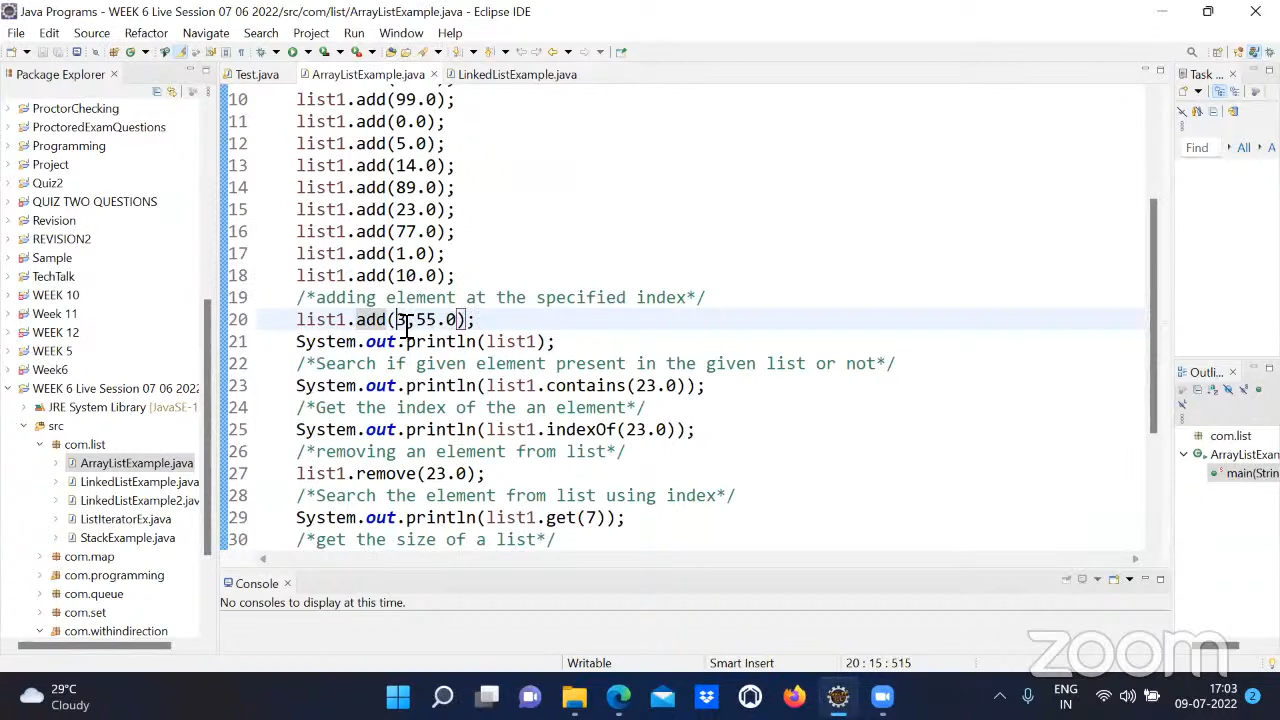 Java Programs - WEEK 6 Live Session 07 06 2022/src/com/list/ArrayListExample.java - Eclipse IDE
File Edit Source Refactor Navigate Search Project Run Window Help
Package Explorer
Test.java ArrayListExample.java LinkedListExample.java
Task
ProctorChecking
ProctoredExamQuestions
Programming
Project
Quiz2
QUIZ TWO QUESTIONS
Revision
REVISION2
Sample
TechTalk
WEEK 10
Week 11
WEEK 12
WEEK 5
Week6
WEEK 6 Live Session 07 06 2022
JRE System Library [JavaSE-1
src
com.list
ArrayListExample.java
LinkedListExample.java
LinkedListExample2.jav
ListIteratorEx.java
StackExample.java
com.map
com.programming
com.queue
com.set
com.withindirection
10 list1.add(99.0);
11 list1.add(0.0);
12 list1.add(5.0);
13 list1.add(14.0);
14 list1.add(89.0);
15 list1.add(23.0);
16 list1.add(77.0);
17 list1.add(1.0);
18 list1.add(10.0);
19 /*adding element at the specified index*/
20 list1.add(3,55.0);
21 System.out.println(list1);
22 /*Search if given element present in the given list or not*/
23 System.out.println(list1.contains(23.0));
24 /*Get the index of the an element*/
25 System.out.println(list1.indexOf(23.0));
26 /*removing an element from list*/
27 list1.remove(23.0);
28 /*Search the element from list using index*/
29 System.out.println(list1.get(7));
30 /*get the size of a list*/
Find All A
Outli...
com.list
ArrayListExan
main(Strin
Console
No consoles to display at this time.
Writable Smart Insert 20 : 15 : 515
zoom
29°C
Cloudy
ENG
IN
17:03
09-07-2022
2